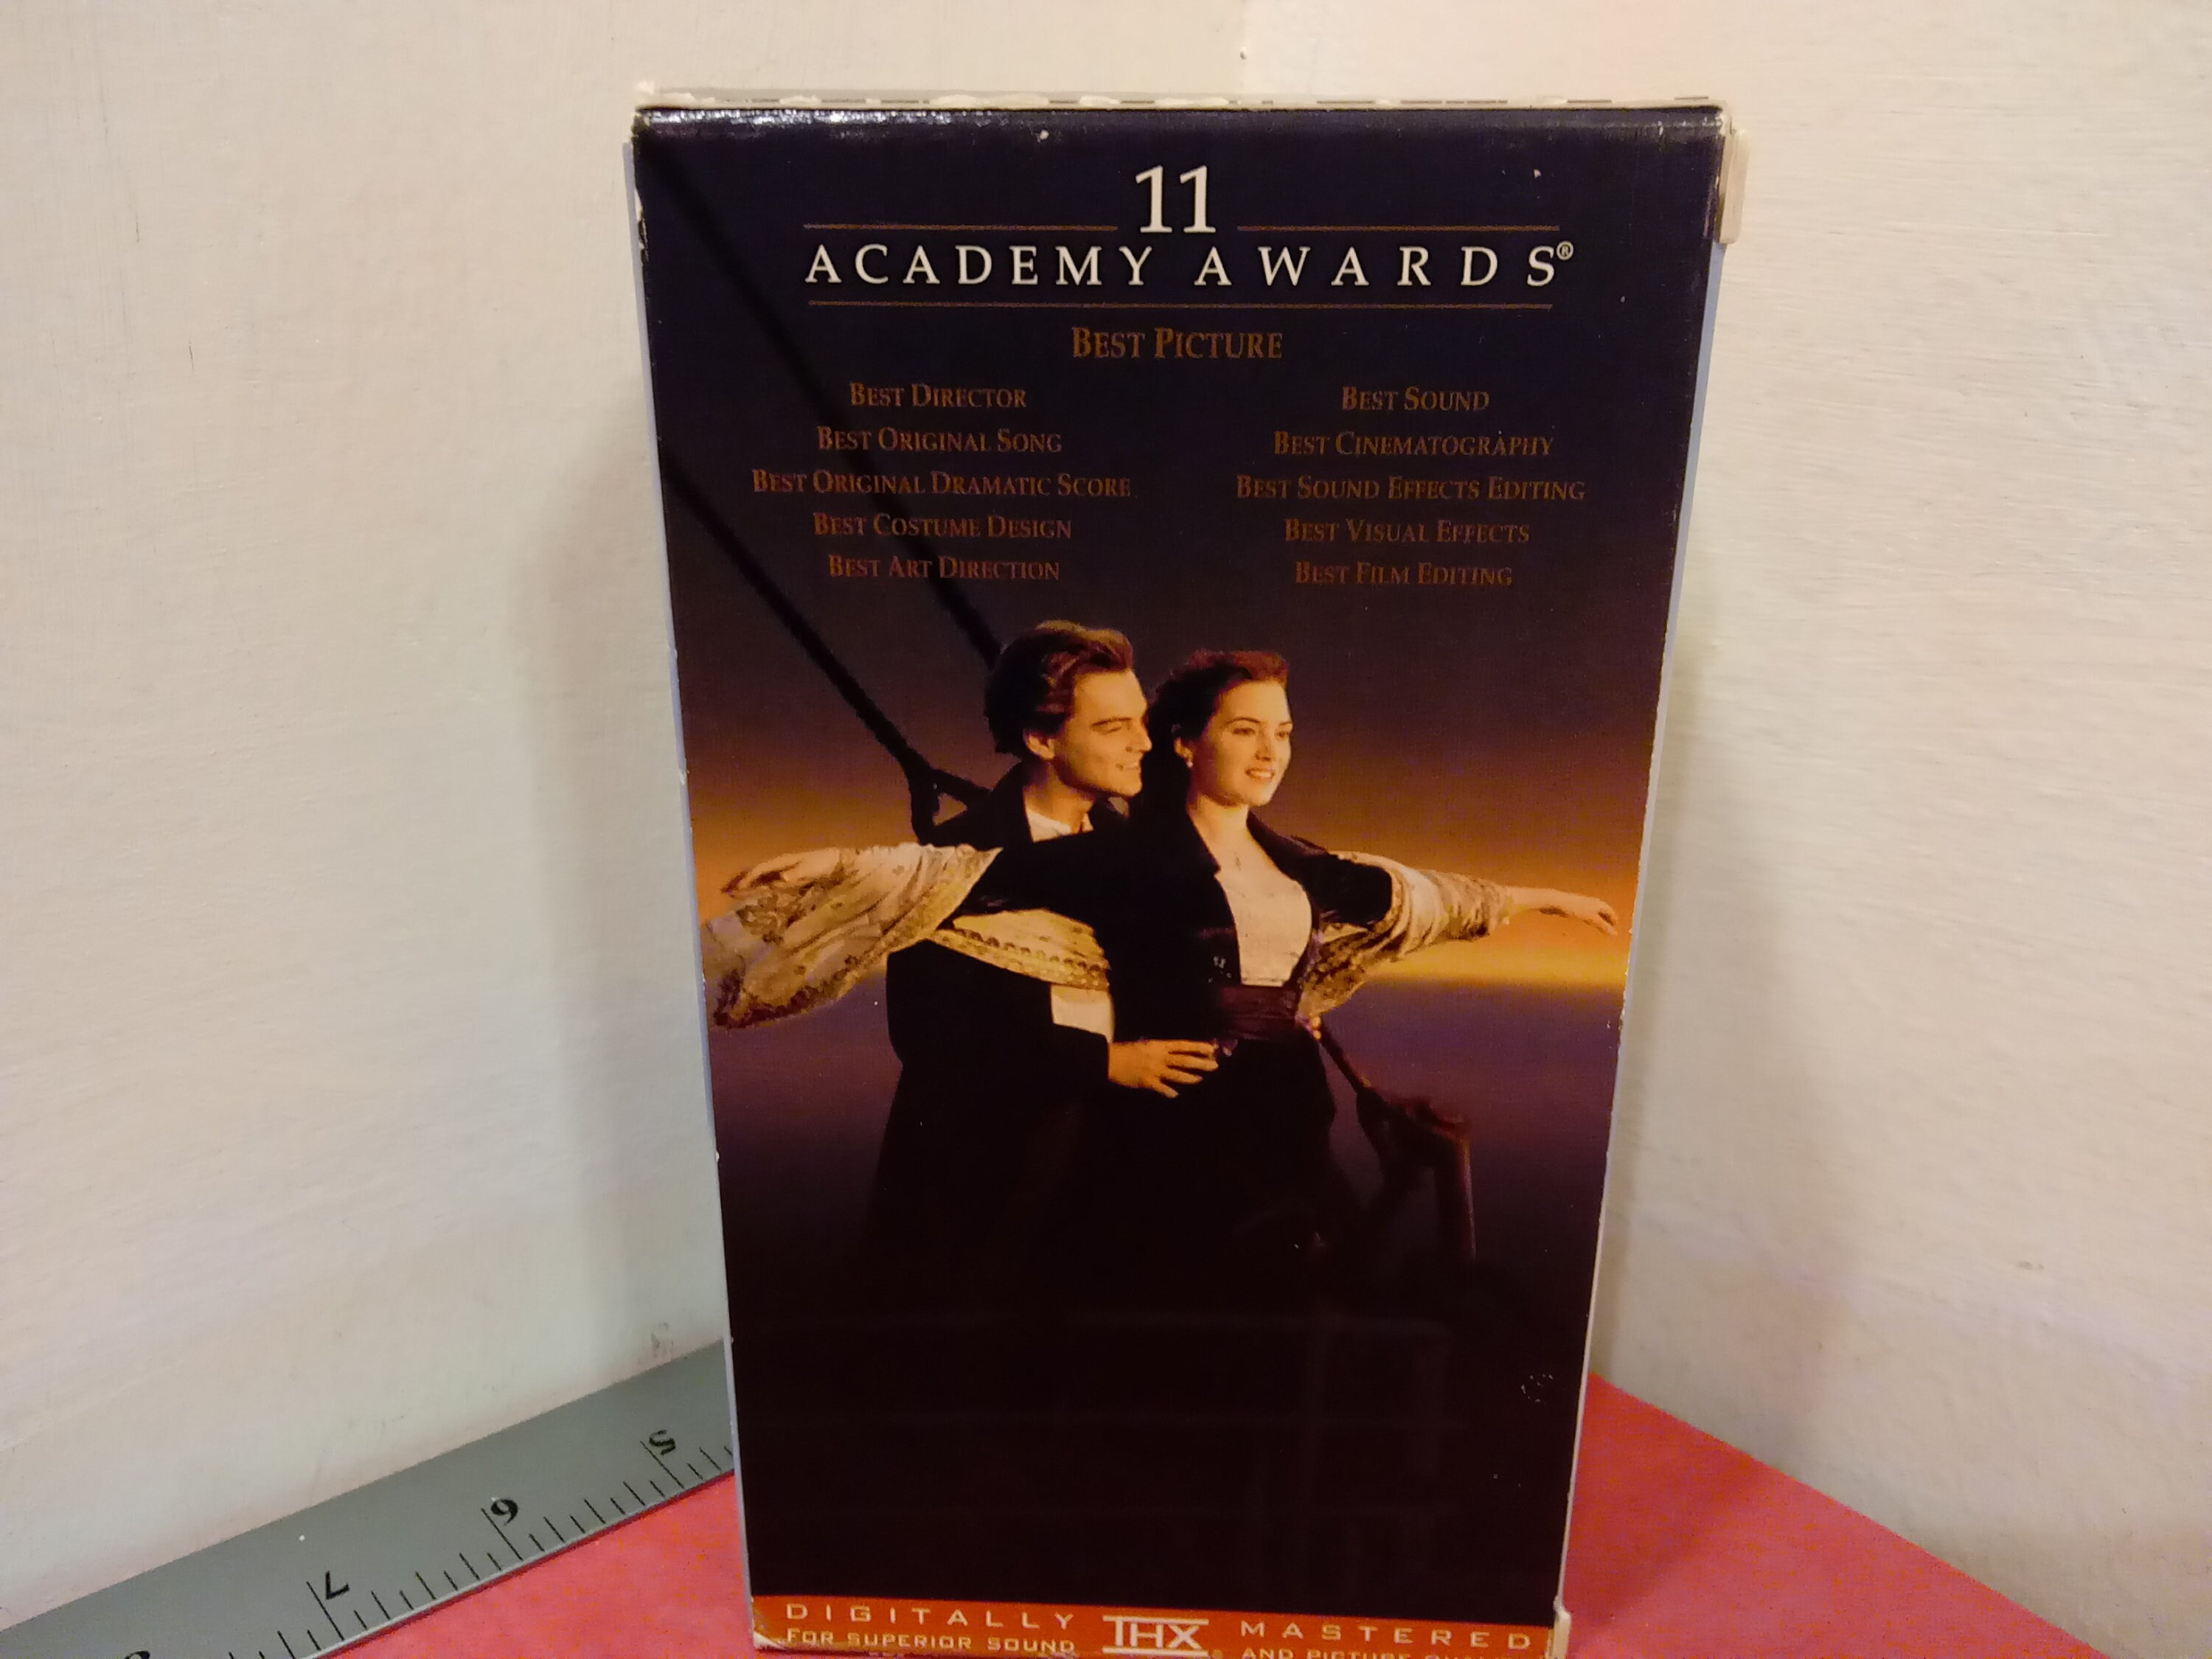 11
ACADEMY AWARDS®
BEST PICTURE
BEST DIRECTOR
BEST ORIGINAL SONG
BEST ORIGINAL DRAMATIC SCORE
BEST COSTUME DESIGN
BEST ART DIRECTION
BEST SOUND
BEST CINEMATOGRAPHY
BEST SOUND EFFECTS EDITING
BEST VISUAL EFFECTS
BEST FILM EDITING
5
6
7
DIGITALLY THX MASTERED
FOR SUPERIOR SOUND AND PICTURE